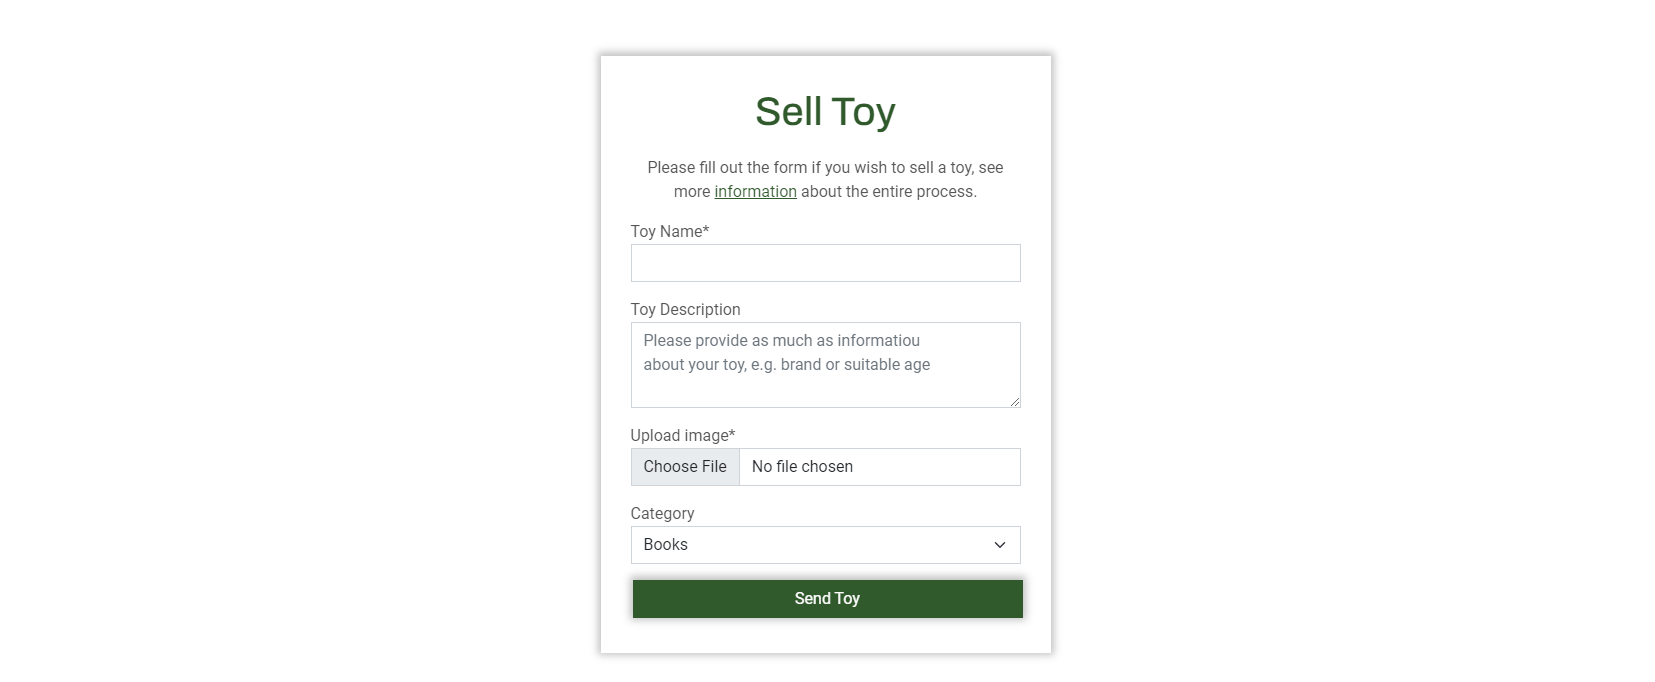 Sell Toy
Please fill out the form if you wish to sell a toy, see
more information about the entire process.
Toy Name*
Toy Description
Please provide as much as informatiou
about your toy, e.g. brand or suitable age
Upload image*
Choose File No file chosen
Category
Books
Send Toy